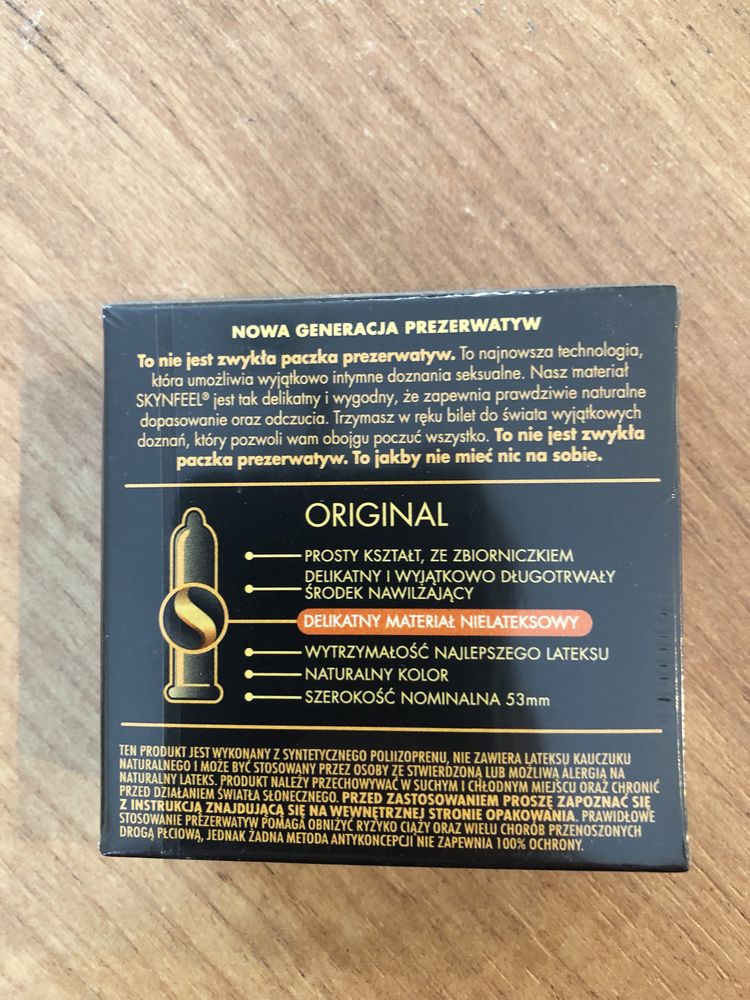 NOWA GENERACJA PREZERWATYW
To nie jest zwykła paczka prezerwatyw. To najnowsza technologia,
która umożliwia wyjątkowo intymne doznania seksualne. Nasz materiał
SKYNFEEL® jest tak delikatny i wygodny, że zapewnia prawdziwie naturalne
dopasowanie oraz odczucia. Trzymasz w ręku bilet do świata wyjątkowych
doznań, który pozwoli wam obojgu poczuć wszystko. To nie jest zwykła
paczka prezerwatyw. To jakby nie mieć nic na sobie.
ORIGINAL
PROSTY KSZTAŁT, ZE ZBIORNICZKIEM
DELIKATNY I WYJĄTKOWO DŁUGOTRWAŁY
ŚRODEK NAWILŻAJĄCY
DELIKATNY MATERIAŁ NIELATEKSOWY
WYTRZYMAŁOŚĆ NAJLEPSZEGO LATEKSU
NATURALNY KOLOR
SZEROKOŚĆ NOMINALNA 53mm
TEN PRODUKT JEST WYKONANY Z SYNTETYCZNEGO POLIIZOPRENU, NIE ZAWIERA LATEKSU KAUCZUKU
NATURALNEGO I MOŻE BYĆ STOSOWANY PRZEZ OSOBY ZE STWIERDZONĄ LUB MOŻLIWĄ ALERGIĄ NA
NATURALNY LATEKS. PRODUKT NALEŻY PRZECHOWYWAĆ W SUCHYM I CHŁODNYM MIEJSCU ORAZ CHRONIĆ
PRZED DZIAŁANIEM ŚWIATŁA SŁONECZNEGO. PRZED ZASTOSOWANIEM PROSZĘ ZAPOZNAĆ SIĘ
Z INSTRUKCJĄ ZNAJDUJĄCĄ SIĘ NA WEWNĘTRZNEJ STRONIE OPAKOWANIA. PRAWIDŁOWE
STOSOWANIE PREZERWATYW POMAGA OBNIŻYĆ RYZYKO CIĄŻY ORAZ WIELU CHORÓB PRZENOSZONYCH
DROGĄ PŁCIOWĄ, JEDNAK ŻADNA METODA ANTYKONCEPCJI NIE ZAPEWNIA 100% OCHRONY.